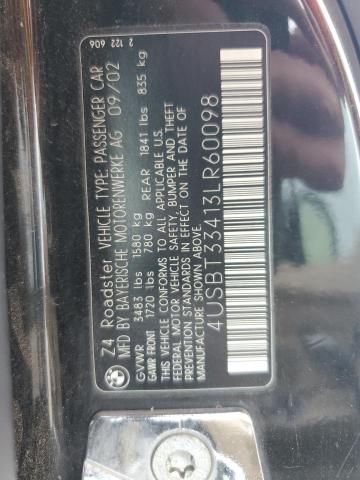 Z4 Roadster VEHICLE TYPE: PASSENGER CAR
MFD BY BAYERISCHE MOTORENWERKE AG 09/02
GVWR 3483 lbs 1580 kg
GAWR FRONT 1720 lbs 780 kg REAR 1841 lbs 835 kg
THIS VEHICLE CONFORMS TO ALL APPLICABLE
FEDERAL MOTOR VEHICLE SAFETY, BUMPER, AND
THEFT PREVENTION STANDARDS IN EFFECT ON THE DATE OF
MANUFACTURE SHOWN ABOVE.
4USBT33413LR60098
2 122 606